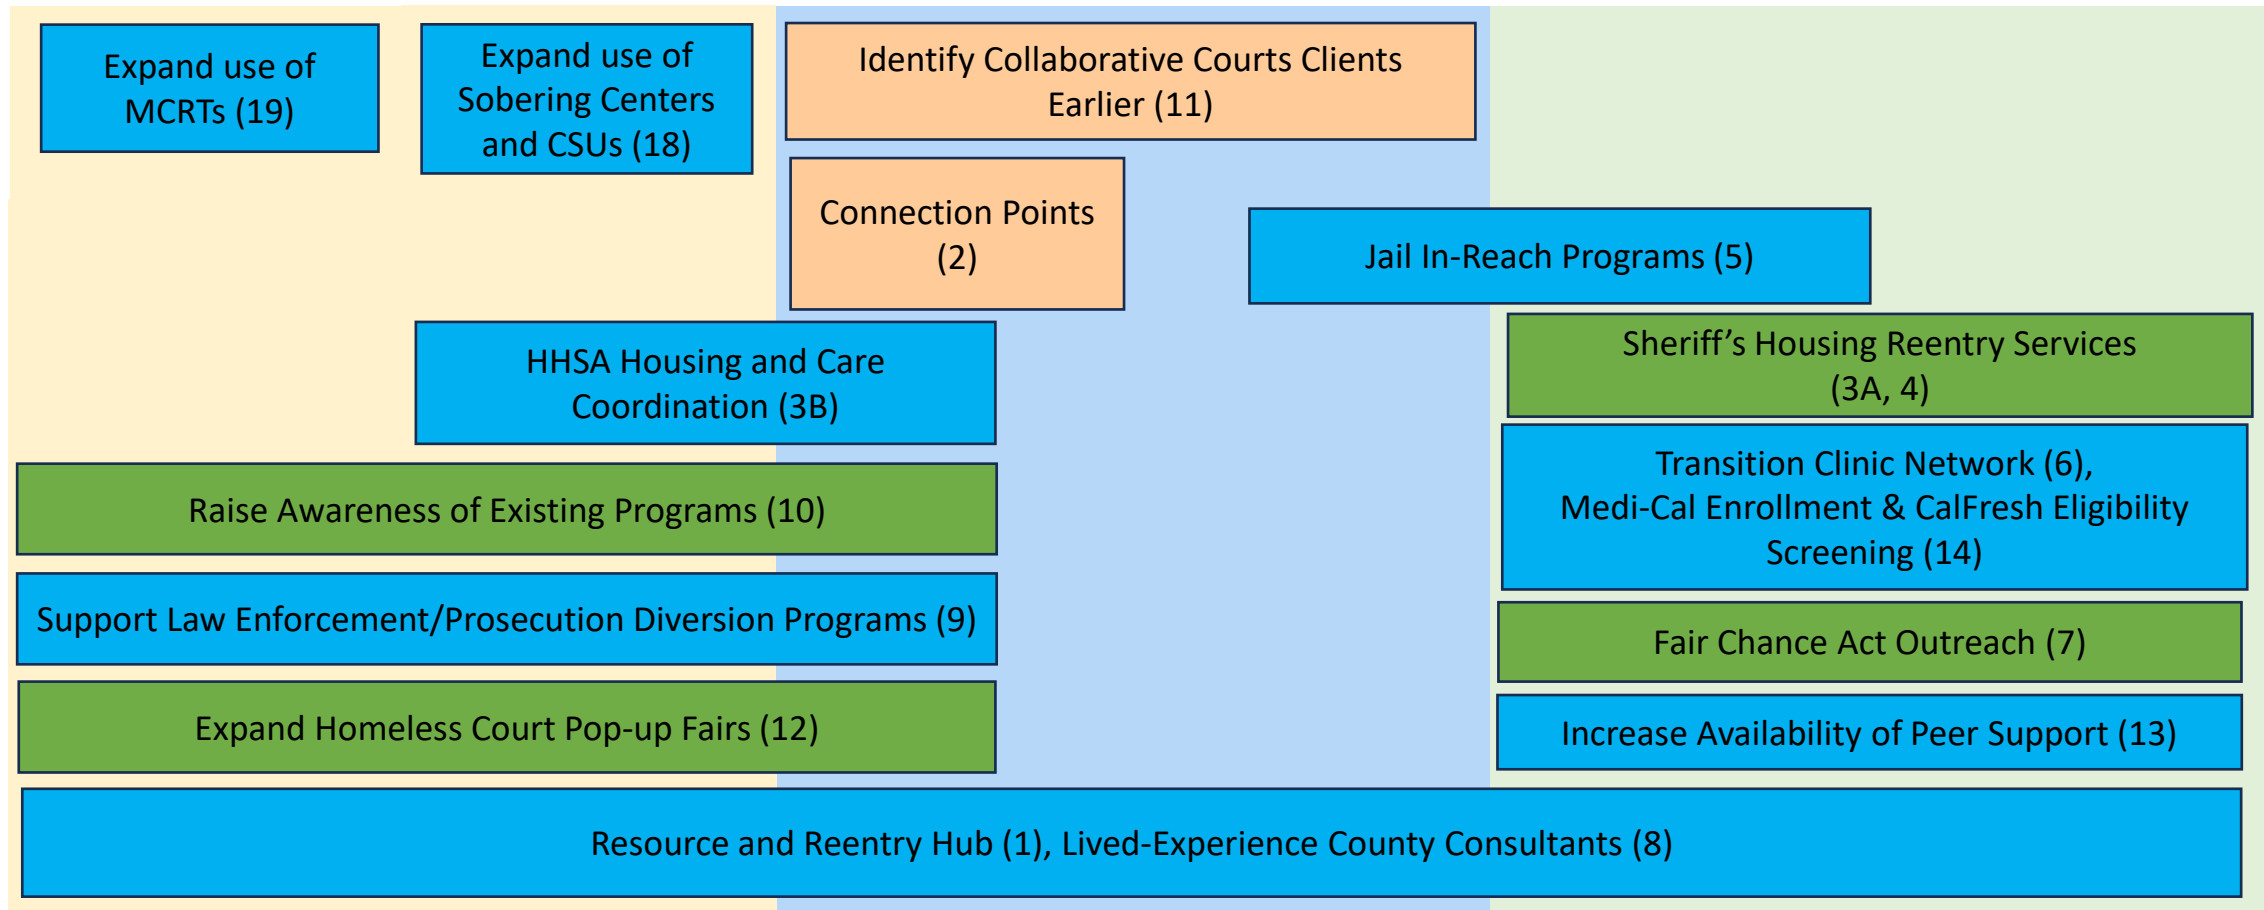 Expand use of
MCRTs (19)
Expand use of
Sobering Centers
and CSUs (18)
Identify Collaborative Courts Clients
Earlier (11)
Connection Points
(2)
Jail In-Reach Programs (5)
HHSA Housing and Care
Coordination (3B)
Sheriff’s Housing Reentry Services
(3A, 4)
Raise Awareness of Existing Programs (10)
Transition Clinic Network (6),
Medi-Cal Enrollment & CalFresh Eligibility
Screening (14)
Support Law Enforcement/Prosecution Diversion Programs (9)
Fair Chance Act Outreach (7)
Expand Homeless Court Pop-up Fairs (12)
Increase Availability of Peer Support (13)
Resource and Reentry Hub (1), Lived-Experience County Consultants (8)